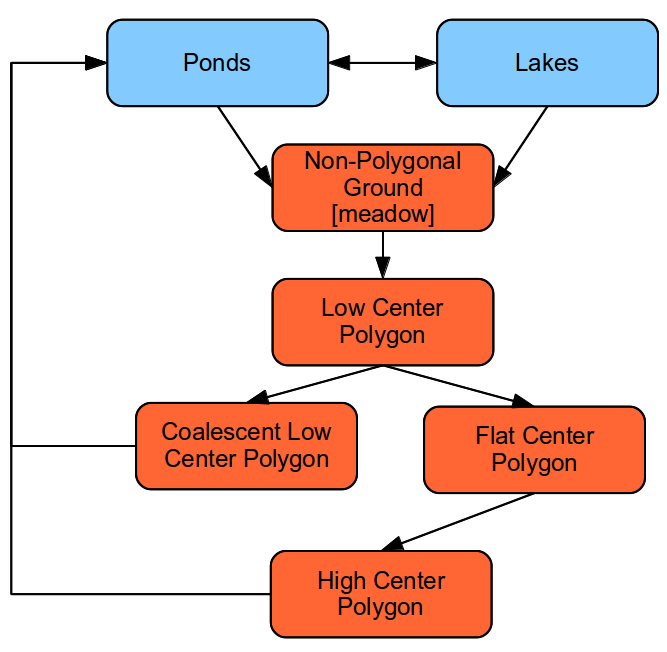 Ponds
Lakes
Non-Polygonal
Ground
[meadow]
Low Center
Polygon
Coalescent Low
Center Polygon
Flat Center
Polygon
High Center
Polygon